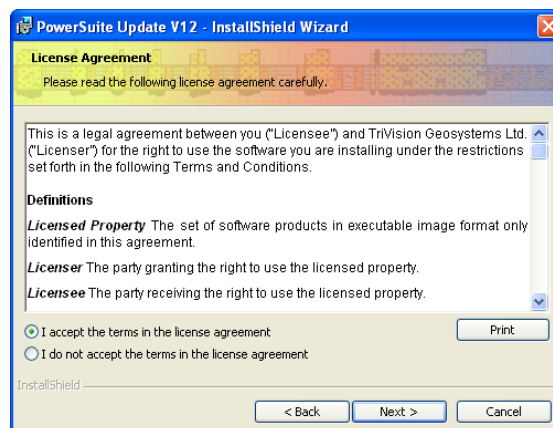 PowerSuite Update V12 - InstallShield Wizard
License Agreement
Please read the following license agreement carefully.
This is a legal agreement between you ("Licensee") and TriVision Geosystems Ltd.
("Licenser") for the right to use the software you are installing under the restrictions
set forth in the following Terms and Conditions.
Definitions
Licensed Property The set of software products in executable image format only
identified in this agreement.
Licenser The party granting the right to use the licensed property.
Licensee The party receiving the right to use the licensed property.
I accept the terms in the license agreement
Print
I do not accept the terms in the license agreement
InstallShield
< Back
Next >
Cancel